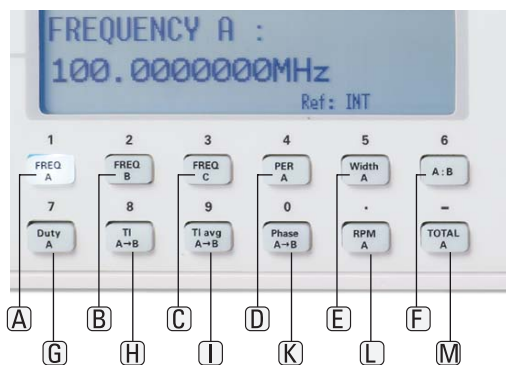 FREQUENCY A :
100.0000000MHz
Ref: INT
1 2 3 4 5 6
FREQ A FREQ B FREQ C PER A Width A A:B
7 8 9 0 . –
Duty A TI A→B TI avg A→B Phase A→B RPM A TOTAL A
A B C D E F
G H I K L M